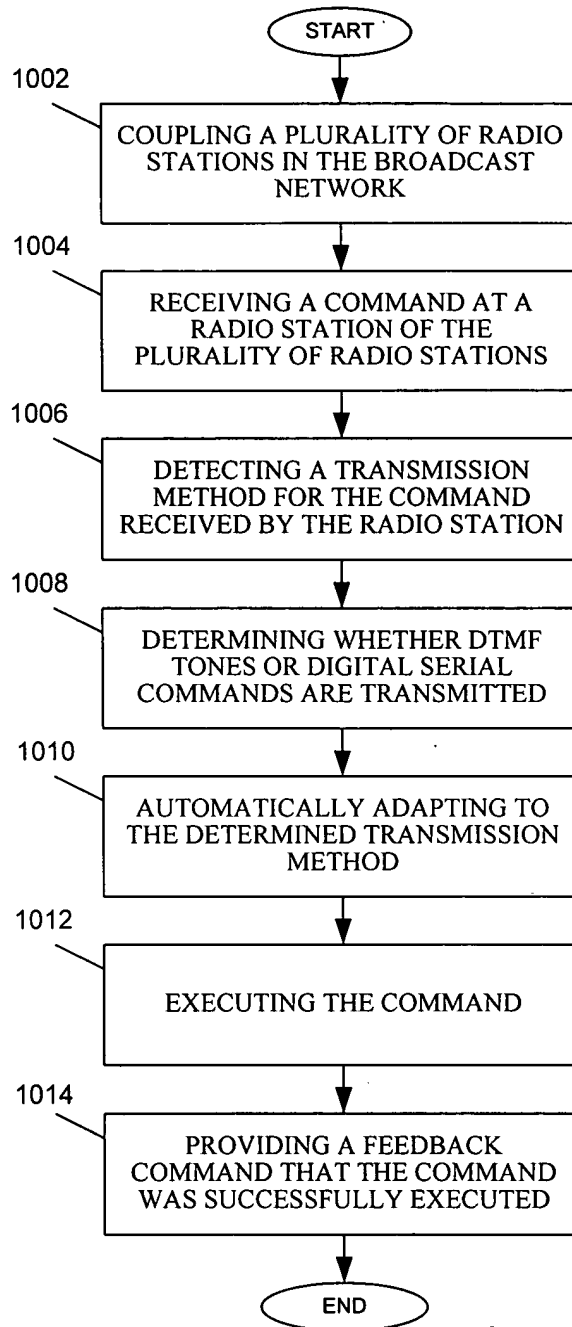 START
1002
COUPLING A PLURALITY OF RADIO
STATIONS IN THE BROADCAST
NETWORK
1004
RECEIVING A COMMAND AT A
RADIO STATION OF THE
PLURALITY OF RADIO STATIONS
1006
DETECTING A TRANSMISSION
METHOD FOR THE COMMAND
RECEIVED BY THE RADIO STATION
1008
DETERMINING WHETHER DTMF
TONES OR DIGITAL SERIAL
COMMANDS ARE TRANSMITTED
1010
AUTOMATICALLY ADAPTING TO
THE DETERMINED TRANSMISSION
METHOD
1012
EXECUTING THE COMMAND
1014
PROVIDING A FEEDBACK
COMMAND THAT THE COMMAND
WAS SUCCESSFULLY EXECUTED
END